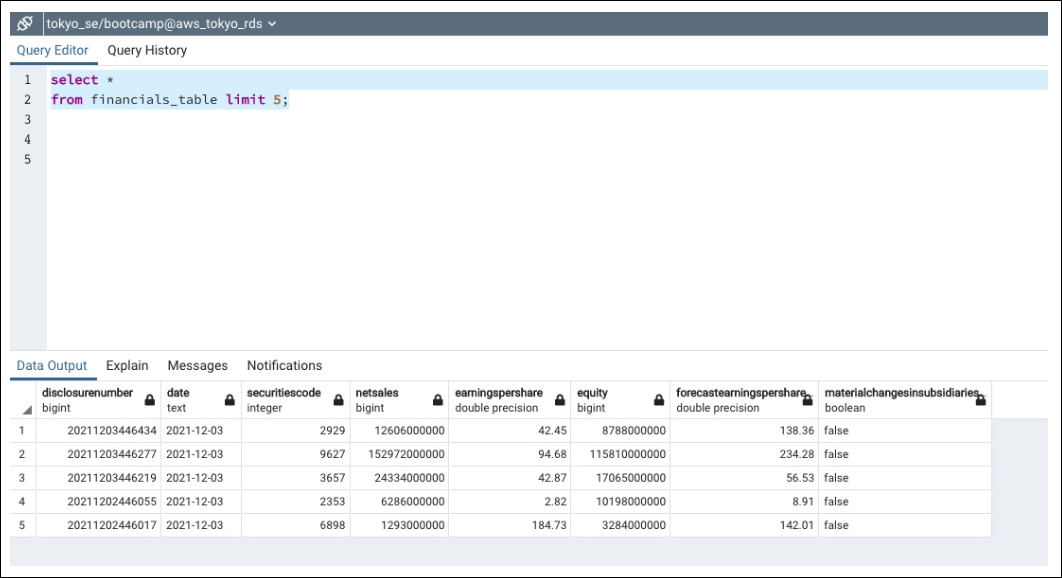 tokyo_se/bootcamp@aws_tokyo_rds
Query Editor Query History
1 select *
2 from financials_table limit 5;
3
4
5
Data Output Explain Messages Notifications
disclosurenumber date securitiescode netsales earningspershare equity forecastearningspershare materialchangesinsubsidiaries
bigint text integer bigint double precision bigint double precision boolean
1 20211203446434 2021-12-03 2929 12606000000 42.45 8788000000 138.36 false
2 20211203446277 2021-12-03 9627 152972000000 94.68 115810000000 234.28 false
3 20211203446219 2021-12-03 3657 24334000000 42.87 17065000000 56.53 false
4 20211202446055 2021-12-03 2353 6286000000 2.82 10198000000 8.91 false
5 20211202446017 2021-12-03 6898 1293000000 184.73 3284000000 142.01 false